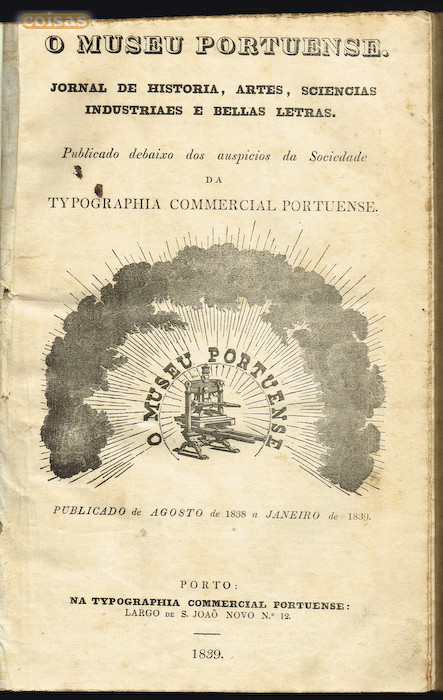 coisas
O MUSEU PORTUENSE.
JORNAL DE HISTORIA, ARTES, SCIENCIAS
INDUSTRIAES E BELLAS LETRAS.
Publicado debaixo dos auspicios da Sociedade
DA
TYPOGRAPHIA COMMERCIAL PORTUENSE.
O MUSEU PORTUENSE
PUBLICADO de AGOSTO de 1838 a JANEIRO de 1839.
PORTO:
NA TYPOGRAPHIA COMMERCIAL PORTUENSE:
LARGO DE S. JOAÕ NOVO N.º 12.
1839.